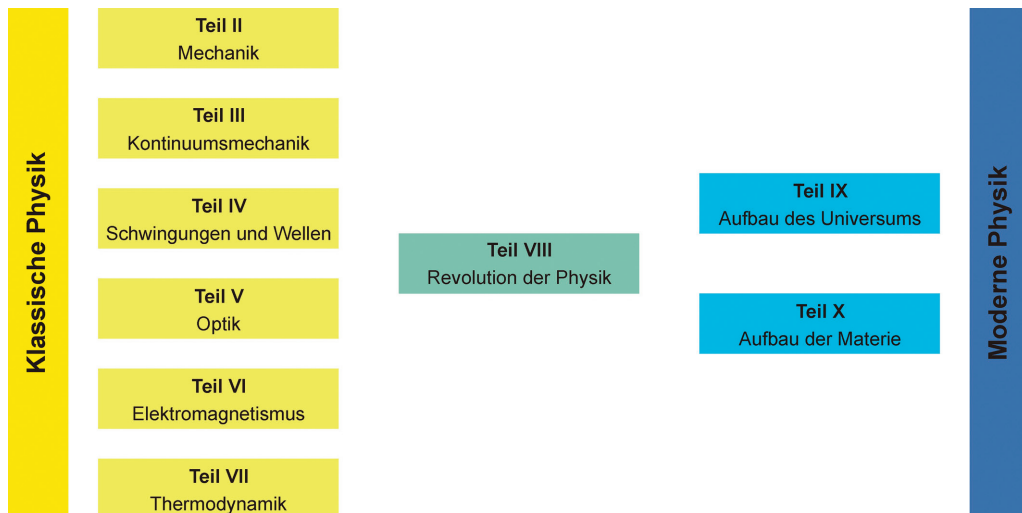 Klassische Physik
Teil II
Mechanik
Teil III
Kontinuumsmechanik
Teil IV
Schwingungen und Wellen
Teil V
Optik
Teil VI
Elektromagnetismus
Teil VII
Thermodynamik
Teil VIII
Revolution der Physik
Teil IX
Aufbau des Universums
Teil X
Aufbau der Materie
Moderne Physik